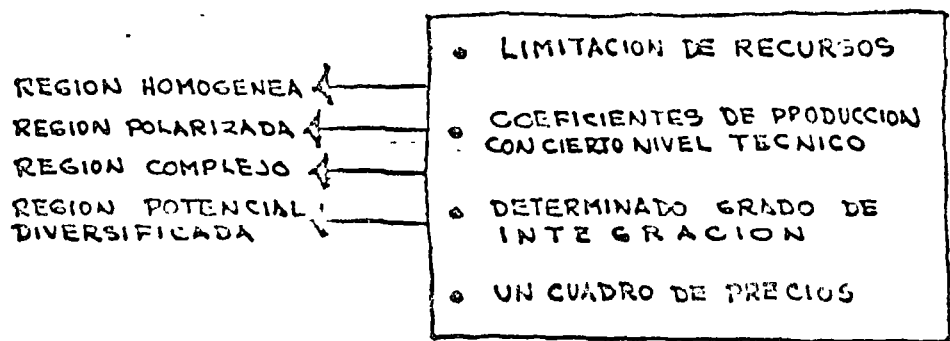 REGION HOMOGENEA
REGION POLARIZADA
REGION COMPLEJO
REGION POTENCIAL
DIVERSIFICADA
• LIMITACION DE RECURSOS
• COEFICIENTES DE PRODUCCION
CON CIERTO NIVEL TECNICO
• DETERMINADO GRADO DE
INTEGRACION
• UN CUADRO DE PRECIOS